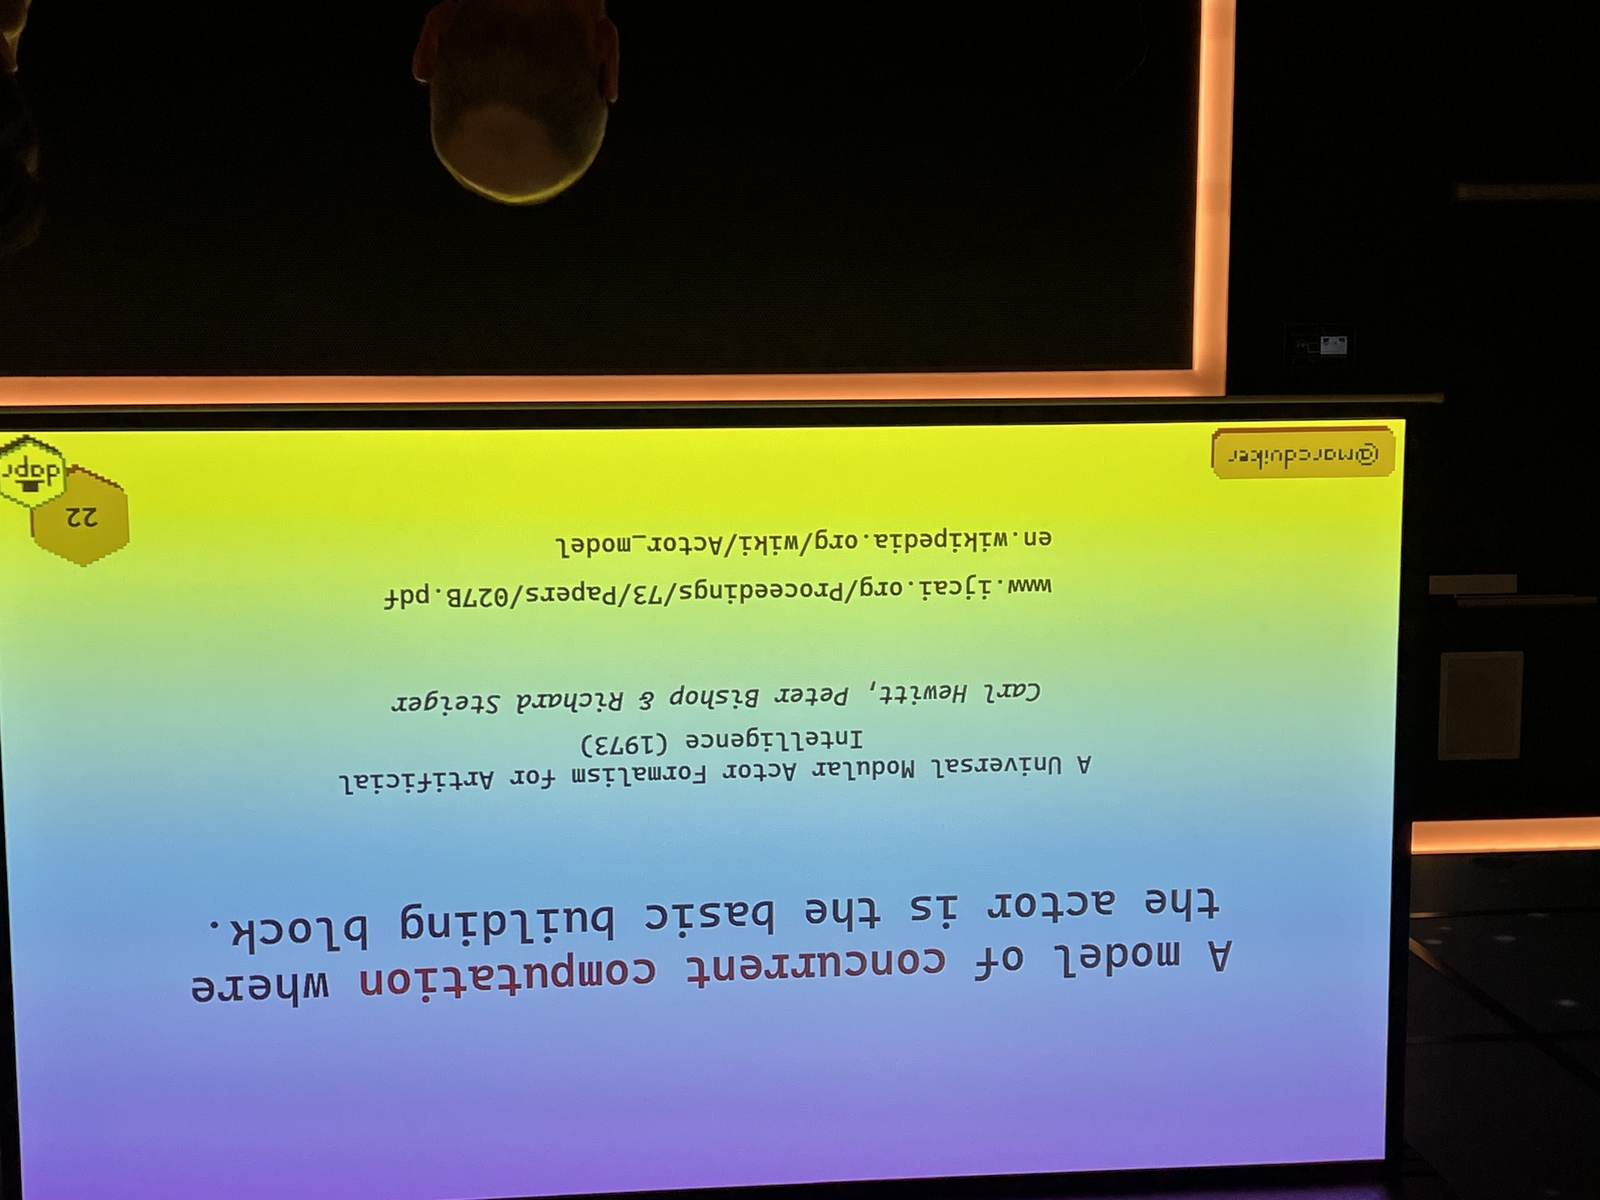 A model of concurrent computation where
the actor is the basic building block.
A Universal Modular Actor Formalism for Artificial
Intelligence (1973)
Carl Hewitt, Peter Bishop & Richard Steiger
www.ijcai.org/Proceedings/73/Papers/027B.pdf
en.wikipedia.org/wiki/Actor_model
22
dapr
@marcduiker